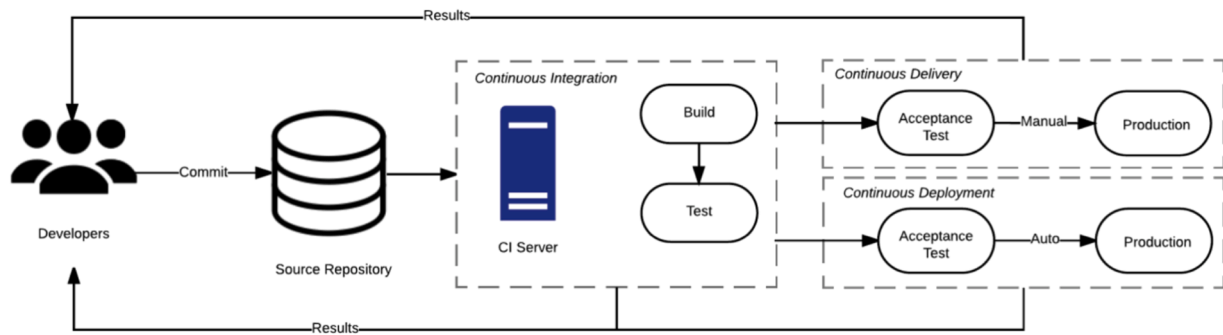 Results
Continuous Integration
Continuous Delivery
Build
Acceptance
Test
Manual
Production
Commit
Continuous Deployment
Test
Acceptance
Test
Auto
Production
Developers
CI Server
Source Repository
Results